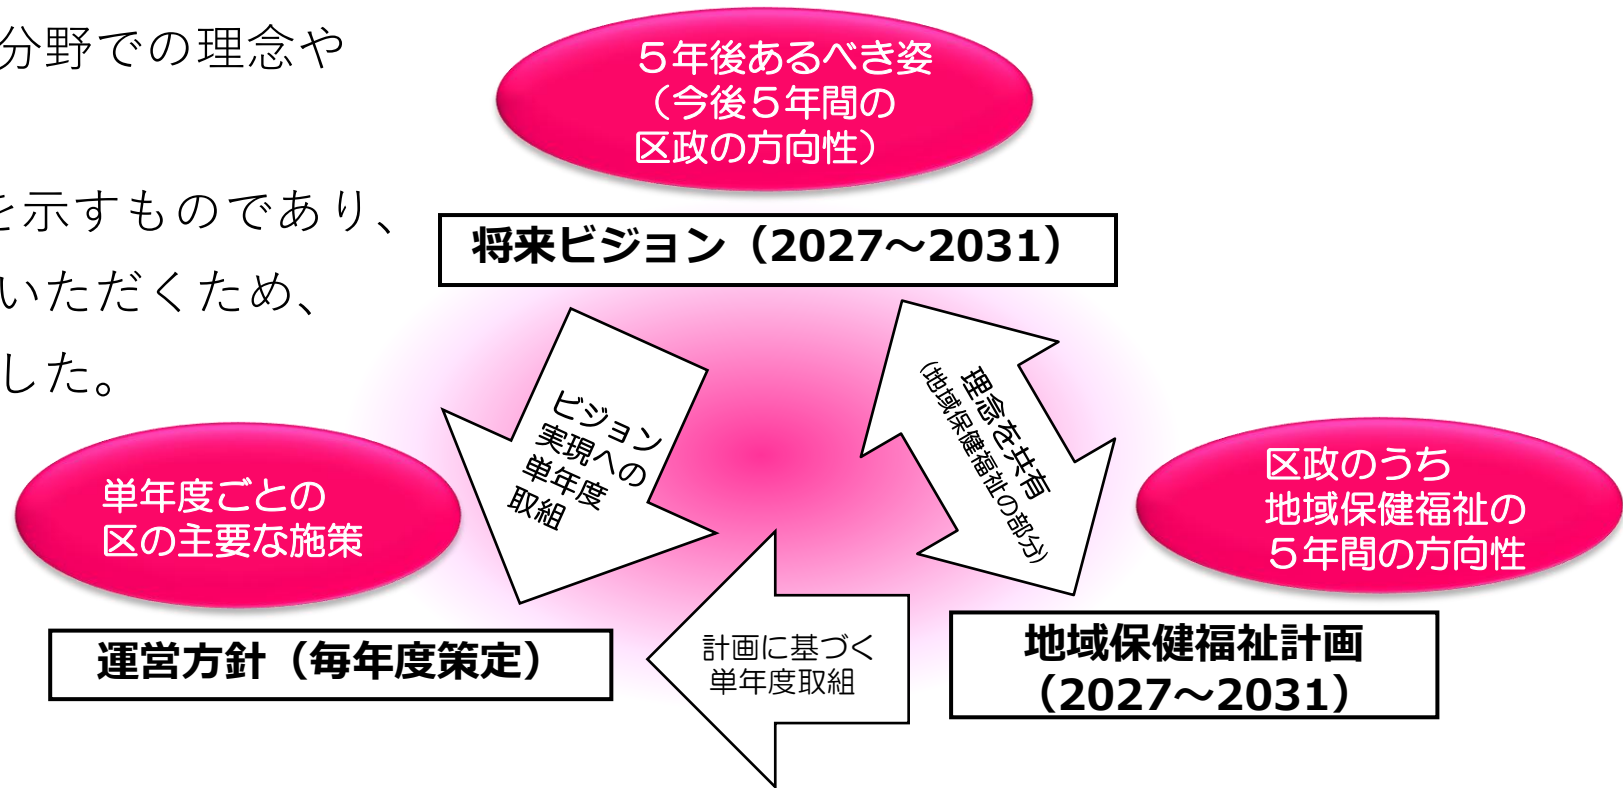 分野での理念や
を示すものであり、
いただくため、
した。
５年後あるべき姿
（今後５年間の
区政の方向性）
将来ビジョン（2027～2031）
ビジョン
実現への
単年度
取組
理念を共有
(地域保健福祉の部分)
単年度ごとの
区の主要な施策
運営方針（毎年度策定）
計画に基づく
単年度取組
区政のうち
地域保健福祉の
５年間の方向性
地域保健福祉計画
（2027～2031）